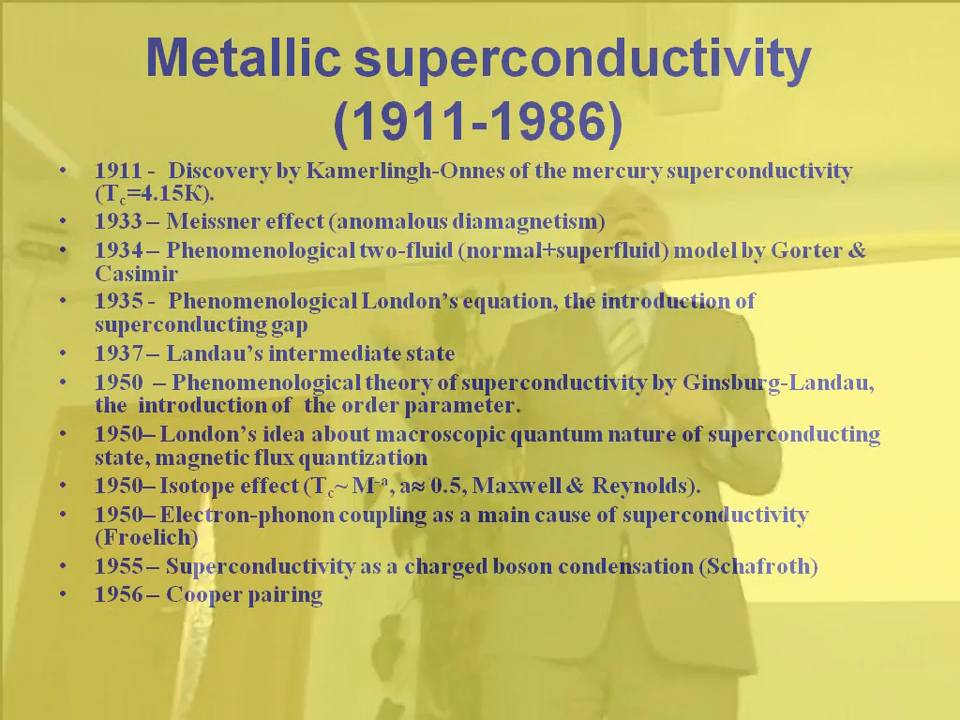 Metallic superconductivity
(1911-1986)
• 1911 - Discovery by Kamerlingh-Onnes of the mercury superconductivity
(Tc=4.15K).
• 1933 – Meissner effect (anomalous diamagnetism)
• 1934 – Phenomenological two-fluid (normal+superfluid) model by Gorter &
Casimir
• 1935 - Phenomenological London's equation, the introduction of
superconducting gap
• 1937 – Landau's intermediate state
• 1950 – Phenomenological theory of superconductivity by Ginsburg-Landau,
the introduction of the order parameter.
• 1950– London's idea about macroscopic quantum nature of superconducting
state, magnetic flux quantization
• 1950– Isotope effect (Tc~ M-a, a≈ 0.5, Maxwell & Reynolds).
• 1950– Electron-phonon coupling as a main cause of superconductivity
(Froelich)
• 1955 – Superconductivity as a charged boson condensation (Schafroth)
• 1956 – Cooper pairing